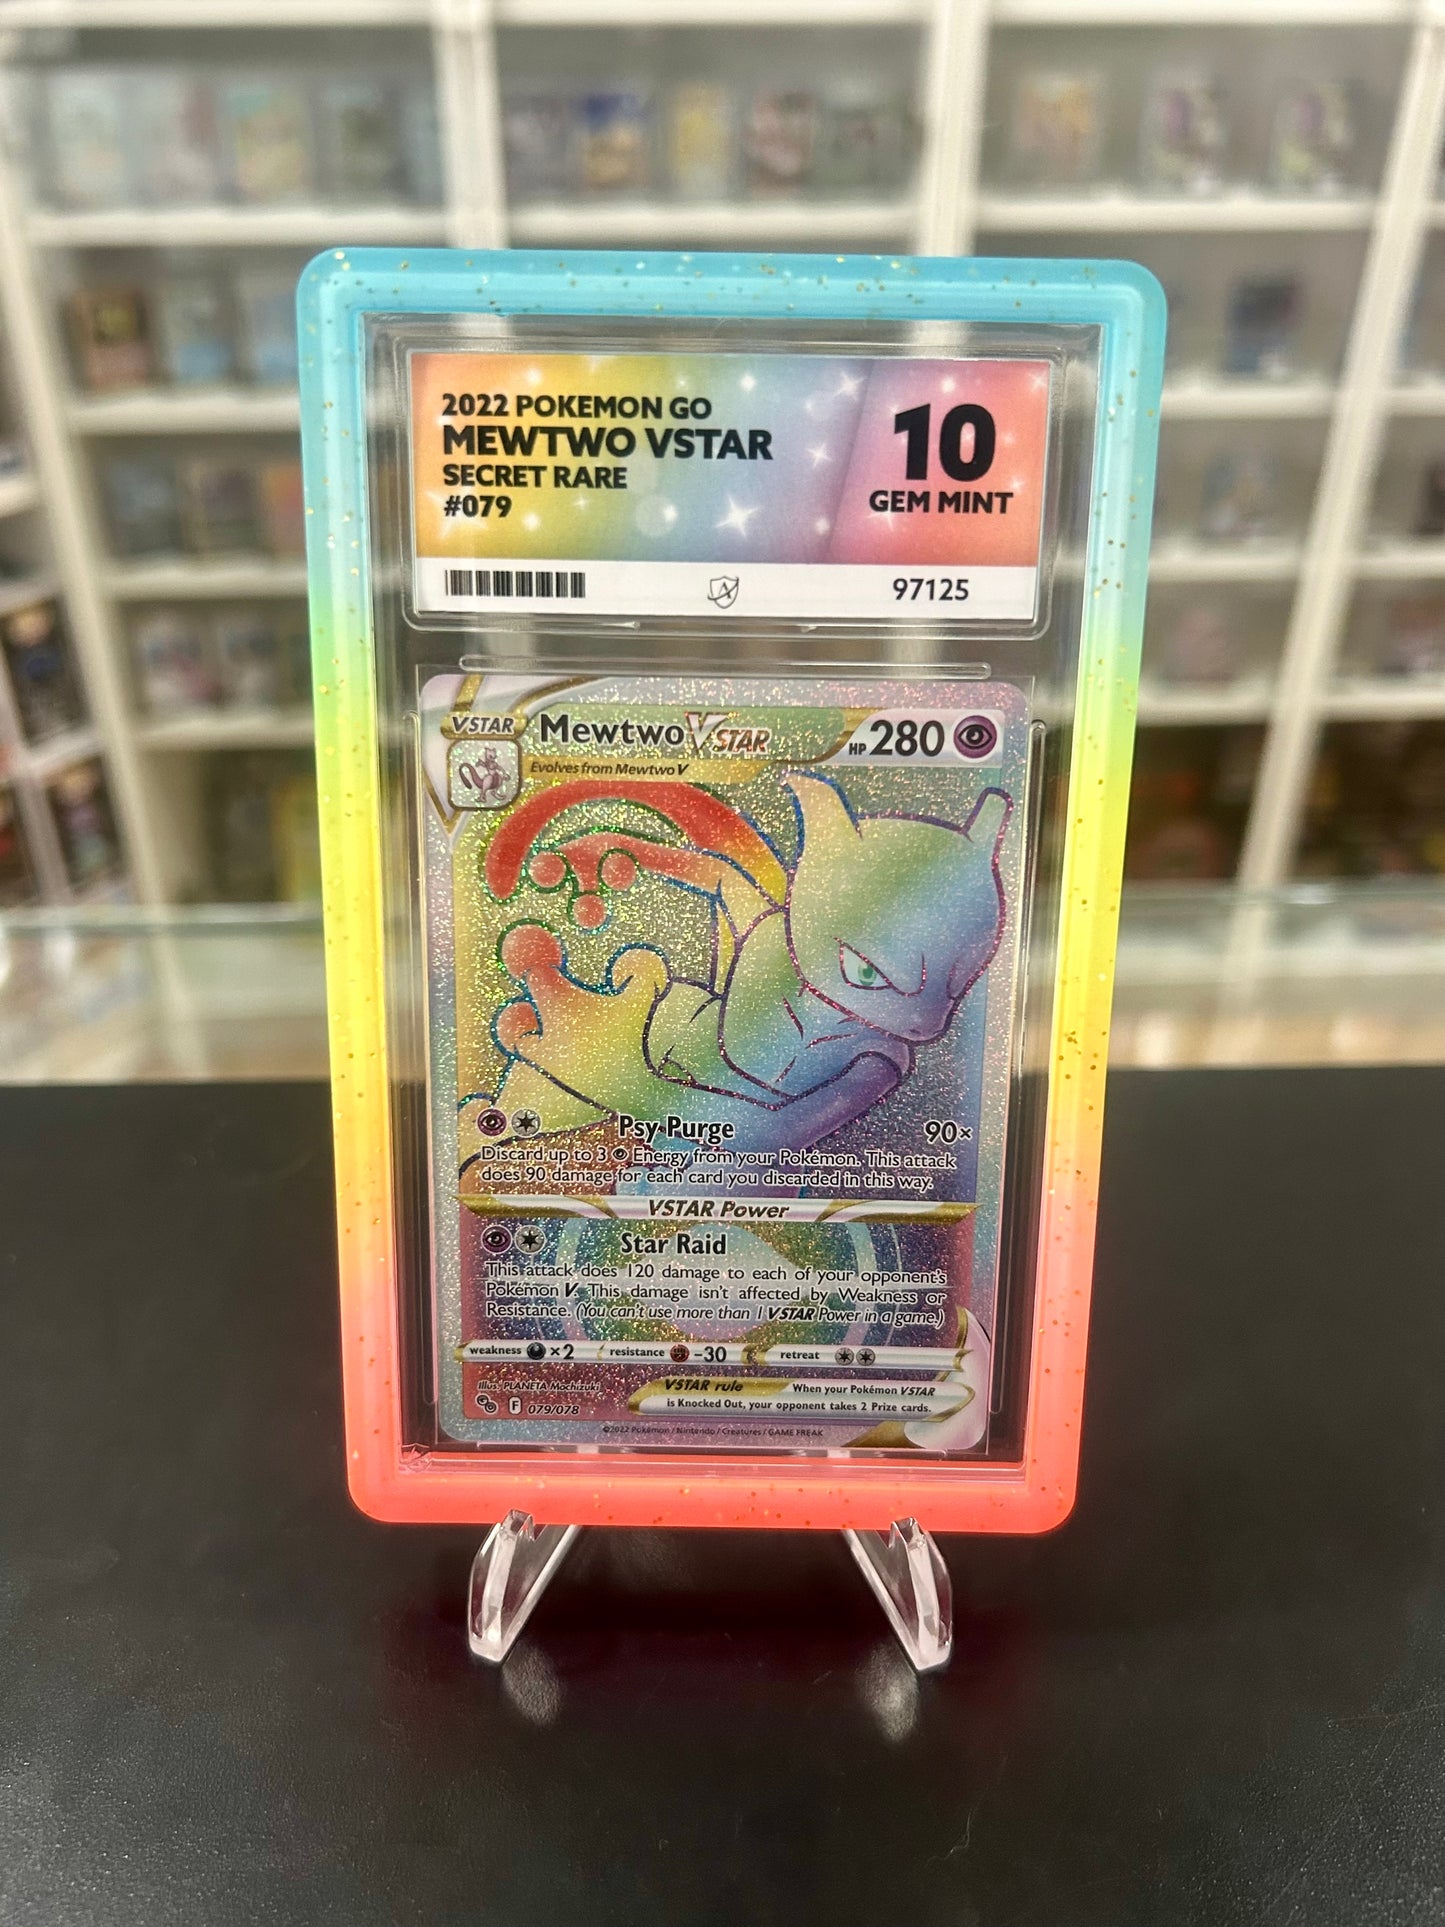 2022 POKEMON GO
MEWTWO VSTAR
SECRET RARE
#079
10
GEM MINT
97125
VSTAR
Mewtwo VSTAR
HP 280
Evolves from Mewtwo V
Psy Purge 90×
Discard up to 3 Energy from your Pokémon. This attack
does 90 damage for each card you discarded in this way.
VSTAR Power
Star Raid
This attack does 120 damage to each of your opponent's
Pokémon V. This damage isn't affected by Weakness or
Resistance. (You can't use more than 1 VSTAR Power in a game.)
weakness ×2 resistance -30 retreat
Illus. PLANETA Mochizuki
F 079/078
VSTAR rule When your Pokémon VSTAR
is Knocked Out, your opponent takes 2 Prize cards.
©2022 Pokémon / Nintendo / Creatures / GAME FREAK